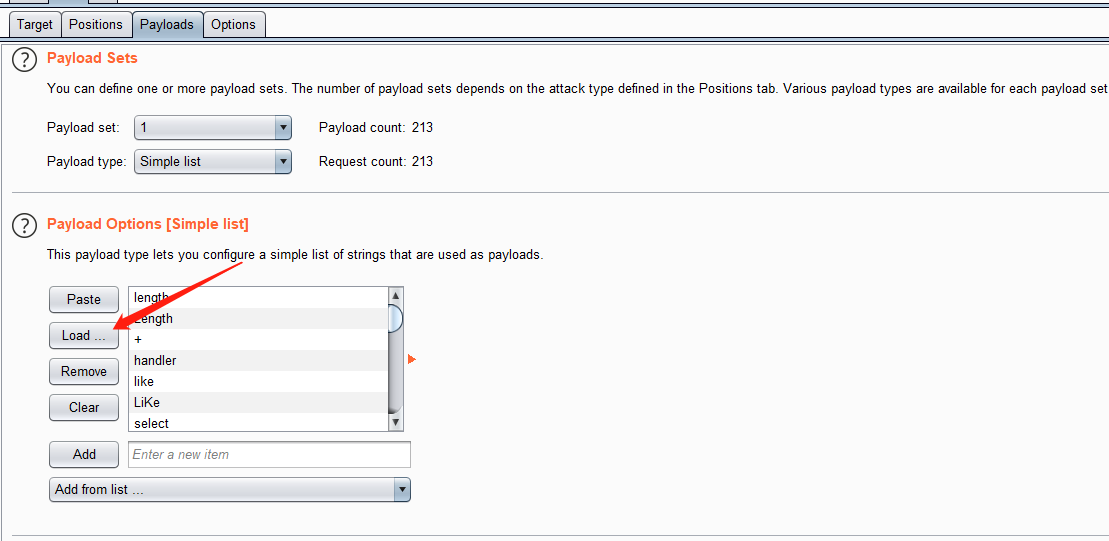 Target Positions Payloads Options
? Payload Sets
You can define one or more payload sets. The number of payload sets depends on the attack type defined in the Positions tab. Various payload types are available for each payload set
Payload set: 1 Payload count: 213
Payload type: Simple list Request count: 213
? Payload Options [Simple list]
This payload type lets you configure a simple list of strings that are used as payloads.
Paste
Load ...
Remove
Clear
length
Length
+
handler
like
LiKe
select
Add Enter a new item
Add from list ...